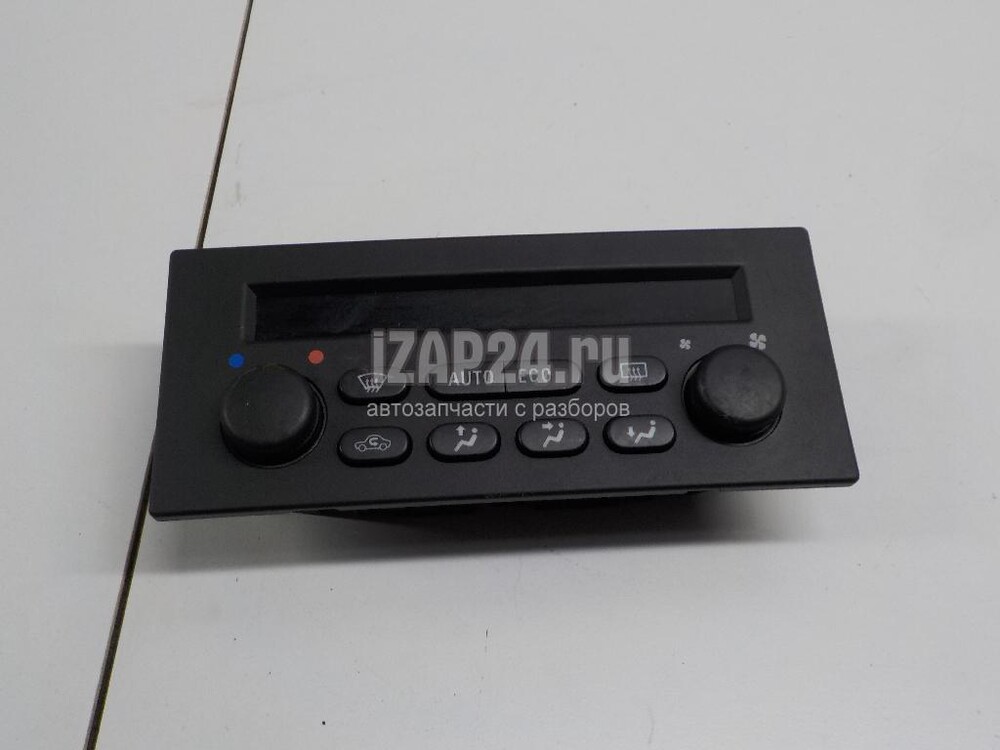 iZAP24.ru
AUTO ECO
автозапчасти с разборов